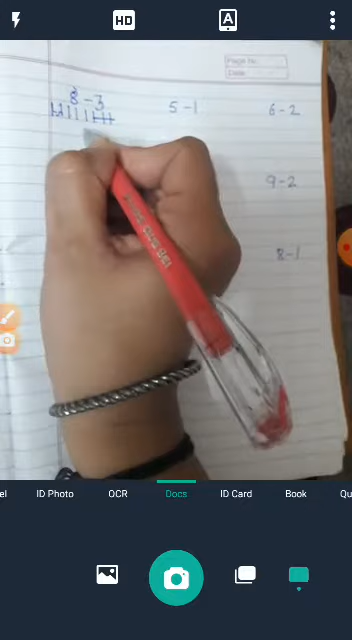 HD
A
Page No.
Date
8 - 3
5 - 1
6 - 2
9 - 2
8 - 1
ID Photo
OCR
Docs
ID Card
Book